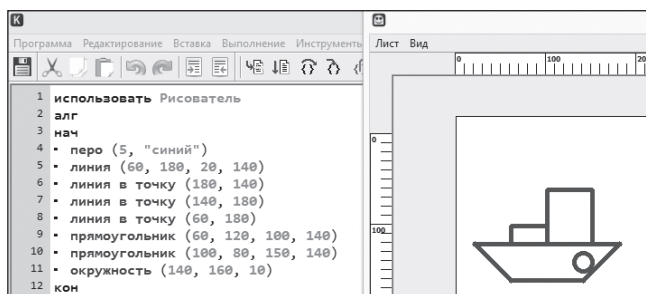 K
Программа Редактирование Вставка Выполнение Инструменты
Лист Вид
0 100 20
1 использовать Рисователь
2 алг
3 нач
4 ▪ перо (5, "синий")
5 ▪ линия (60, 180, 20, 140)
6 ▪ линия в точку (180, 140)
7 ▪ линия в точку (140, 180)
8 ▪ линия в точку (60, 180)
9 ▪ прямоугольник (60, 120, 100, 140)
10 ▪ прямоугольник (100, 80, 150, 140)
11 ▪ окружность (140, 160, 10)
12 кон
0
100